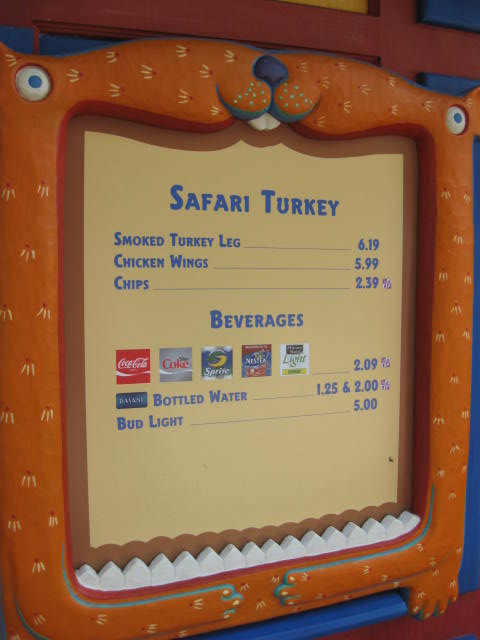 SAFARI TURKEY
SMOKED TURKEY LEG 6.19
CHICKEN WINGS 5.99
CHIPS 2.39
BEVERAGES
Coca-Cola Coke Sprite NESTEA Light 2.09
DASANI BOTTLED WATER 1.25 & 2.00
BUD LIGHT 5.00